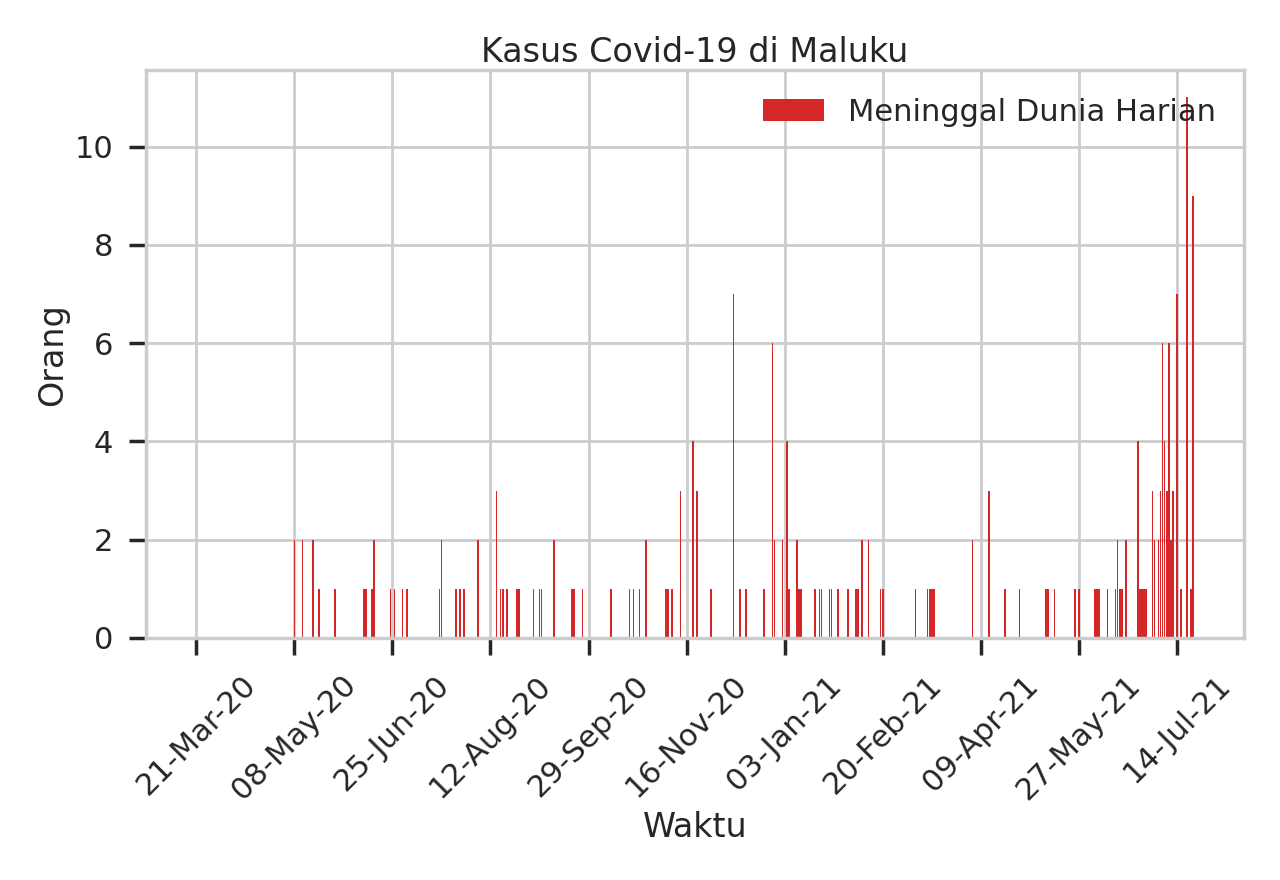 Kasus Covid-19 di Maluku
Meninggal Dunia Harian
10
8
6
4
2
0
Orang
21-Mar-20
08-May-20
25-Jun-20
12-Aug-20
29-Sep-20
16-Nov-20
03-Jan-21
20-Feb-21
09-Apr-21
27-May-21
14-Jul-21
Waktu